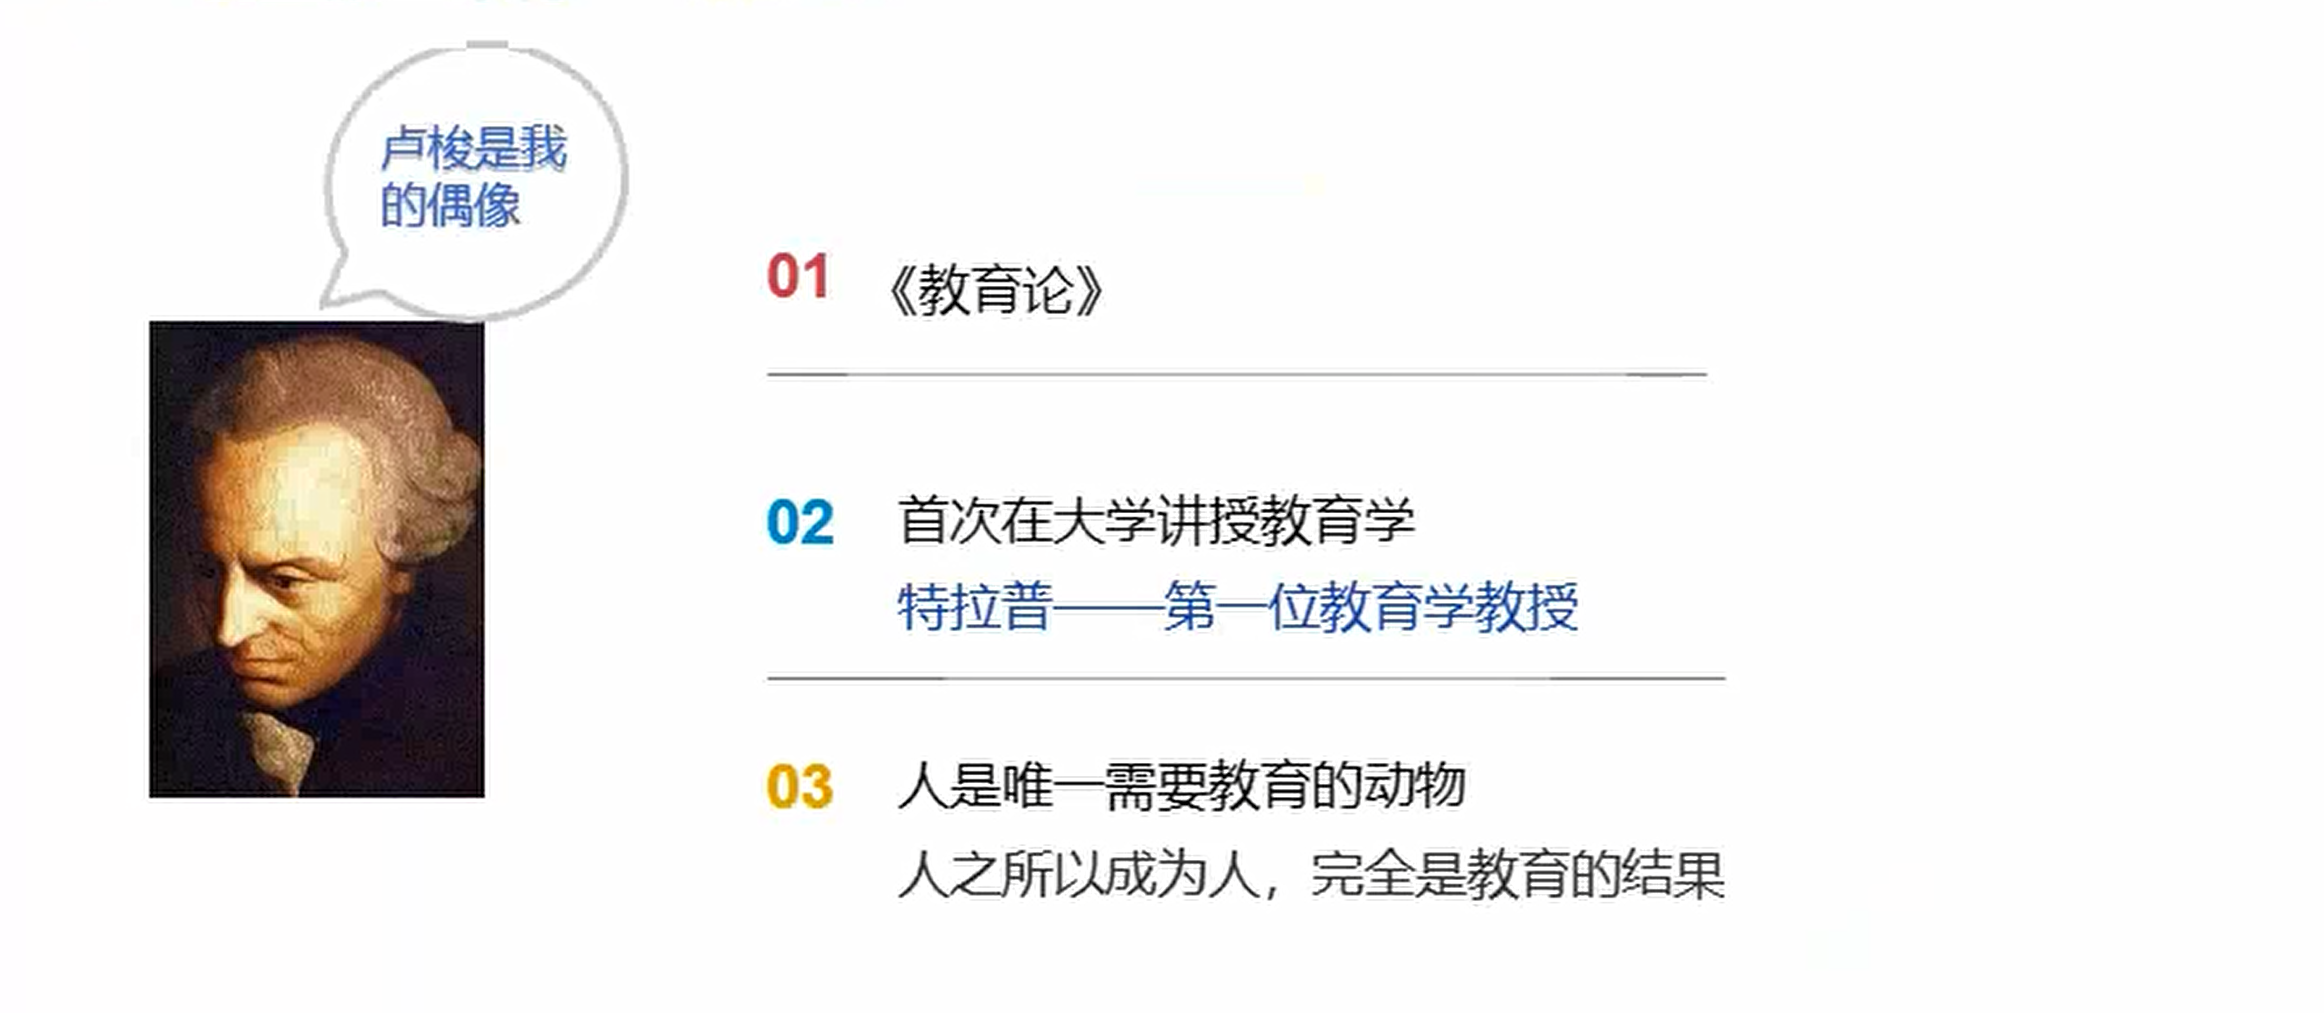 卢梭是我
的偶像
01 《教育论》
02 首次在大学讲授教育学
特拉普——第一位教育学教授
03 人是唯一需要教育的动物
人之所以成为人，完全是教育的结果